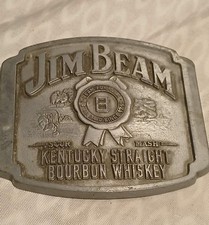 JIM BEAM
B
SOUR MASH
KENTUCKY STRAIGHT
BOURBON WHISKEY